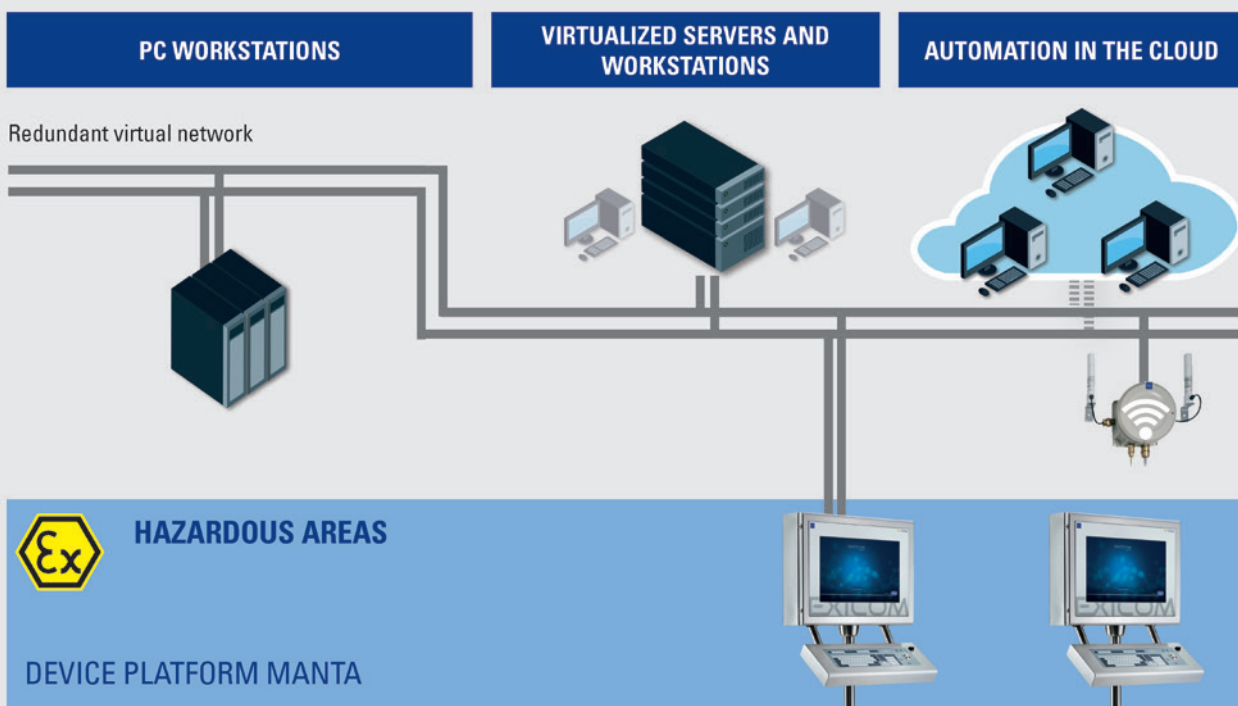 PC WORKSTATIONS
VIRTUALIZED SERVERS AND
WORKSTATIONS
AUTOMATION IN THE CLOUD
Redundant virtual network
Ex
HAZARDOUS AREAS
EXICOM
EXICOM
DEVICE PLATFORM MANTA